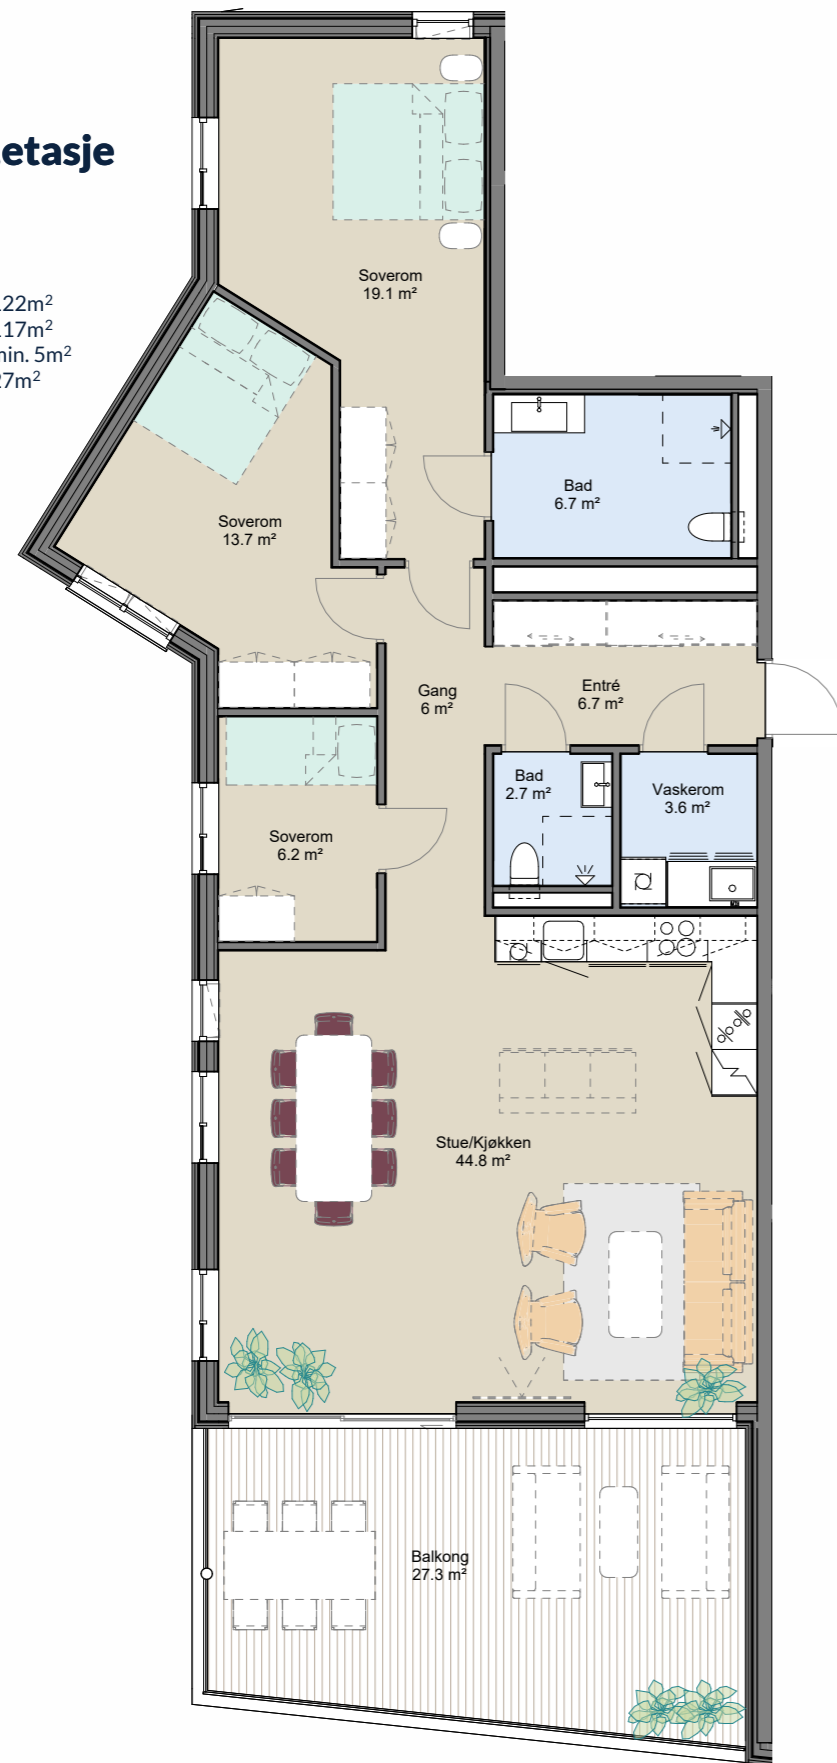 etasje
22m²
17m²
in. 5m²
27m²
Soverom
19.1 m²
Bad
6.7 m²
Soverom
13.7 m²
Gang
6 m²
Entré
6.7 m²
Bad
2.7 m²
Vaskerom
3.6 m²
Soverom
6.2 m²
Stue/Kjøkken
44.8 m²
Balkong
27.3 m²